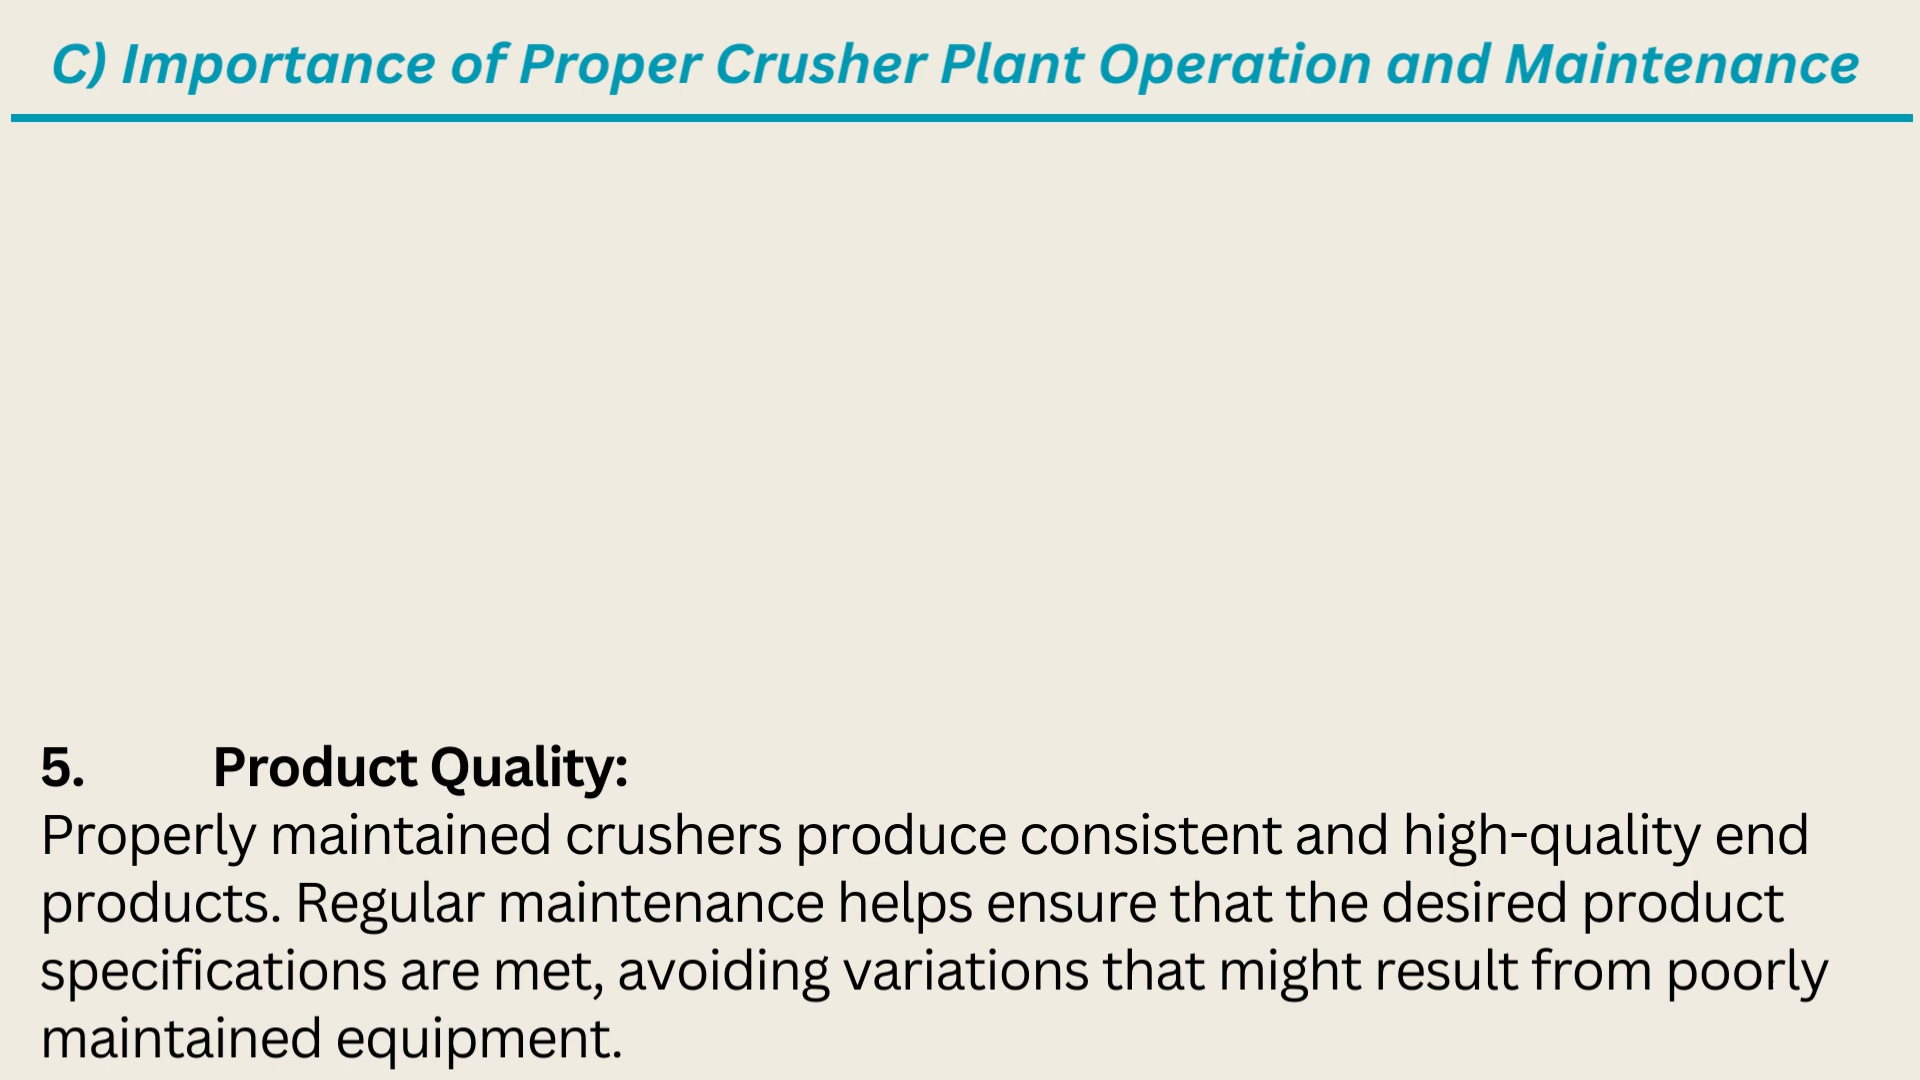 C) Importance of Proper Crusher Plant Operation and Maintenance
5. Product Quality:
Properly maintained crushers produce consistent and high-quality end
products. Regular maintenance helps ensure that the desired product
specifications are met, avoiding variations that might result from poorly
maintained equipment.